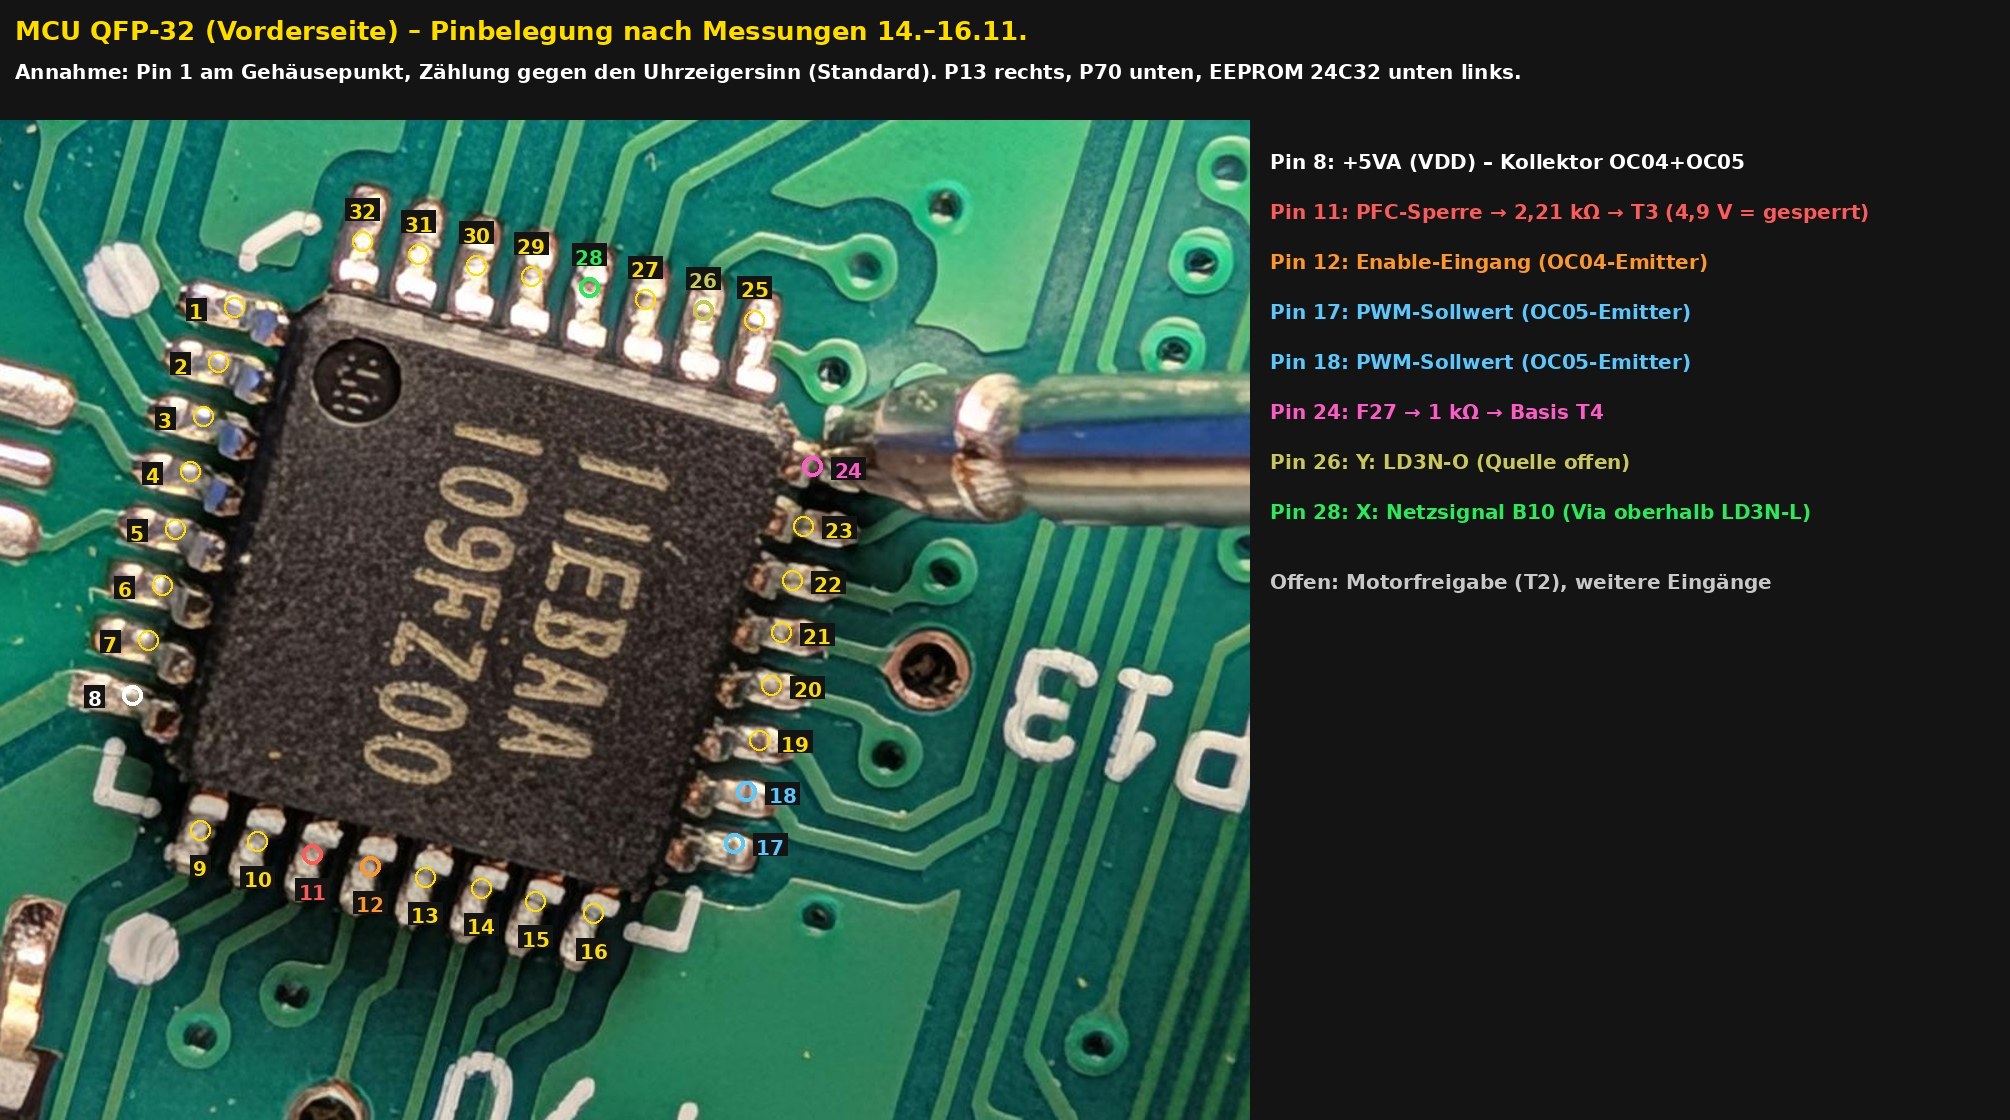 MCU QFP-32 (Vorderseite) – Pinbelegung nach Messungen 14.–16.11.
Annahme: Pin 1 am Gehäusepunkt, Zählung gegen den Uhrzeigersinn (Standard). P13 rechts, P70 unten, EEPROM 24C32 unten links.
Pin 8: +5VA (VDD) – Kollektor OC04+OC05
Pin 11: PFC-Sperre → 2,21 kΩ → T3 (4,9 V = gesperrt)
Pin 12: Enable-Eingang (OC04-Emitter)
Pin 17: PWM-Sollwert (OC05-Emitter)
Pin 18: PWM-Sollwert (OC05-Emitter)
Pin 24: F27 → 1 kΩ → Basis T4
Pin 26: Y: LD3N-O (Quelle offen)
Pin 28: X: Netzsignal B10 (Via oberhalb LD3N-L)
Offen: Motorfreigabe (T2), weitere Eingänge
32
31
30
29
28
27
26
25
1
2
3
4
5
6
7
8
24
23
22
21
20
19
18
17
9
10
11
12
13
14
15
16
11EBAA
109FZ00
P13